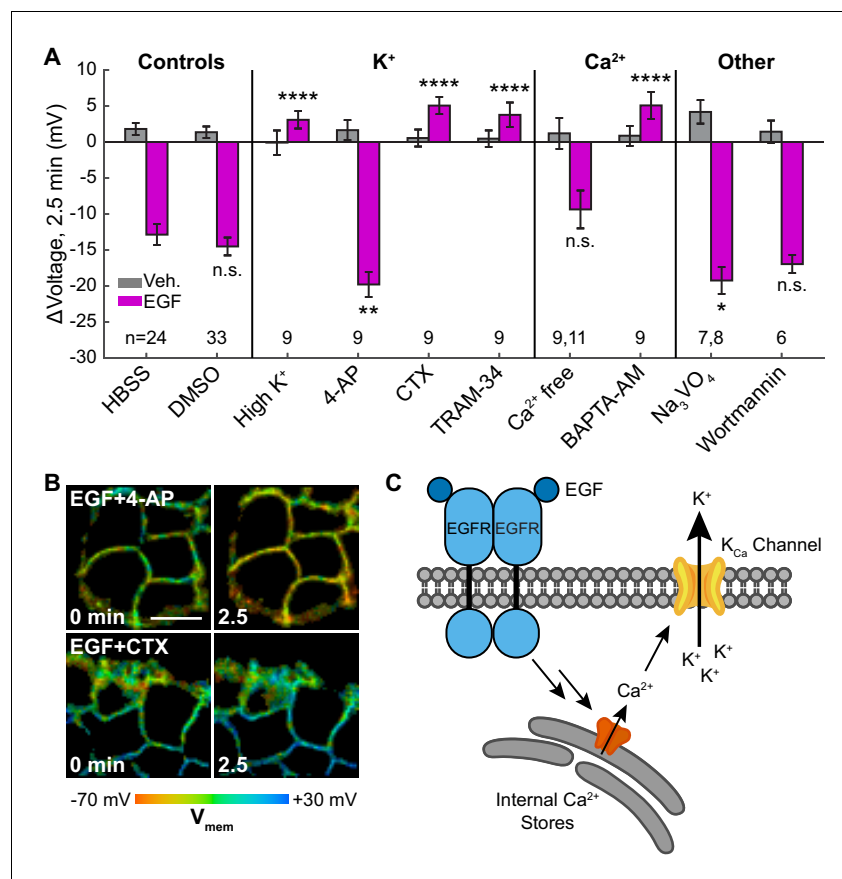 A
Controls
K⁺
Ca²⁺
Other
ΔVoltage, 2.5 min (mV)
10
5
0
-5
-10
-15
-20
-25
-30
****
****
****
****
n.s.
**
n.s.
*
n.s.
Veh.
EGF
n=24
33
9
9
9
9
9,11
9
7,8
6
HBSS
DMSO
High K⁺
4-AP
CTX
TRAM-34
Ca²⁺ free
BAPTA-AM
Na₃VO₄
Wortmannin
B
EGF+4-AP
0 min
2.5
EGF+CTX
0 min
2.5
-70 mV
+30 mV
Vmem
C
EGF
EGFR
EGFR
K⁺
KCa Channel
K⁺
K⁺
K⁺
Ca²⁺
Internal Ca²⁺
Stores